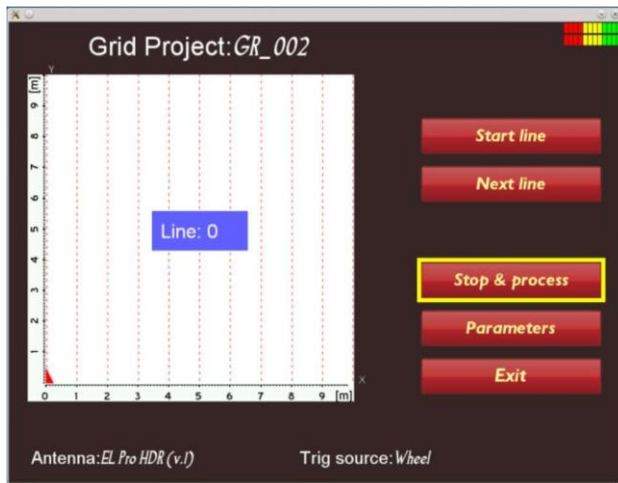 Grid Project:GR_002
Y
[m]
9
8
7
6
5
4
3
2
1
0 1 2 3 4 5 6 7 8 9 [m]
X
Line: 0
Start line
Next line
Stop & process
Parameters
Exit
Antenna:EL Pro HDR (v.1)
Trig source:Wheel